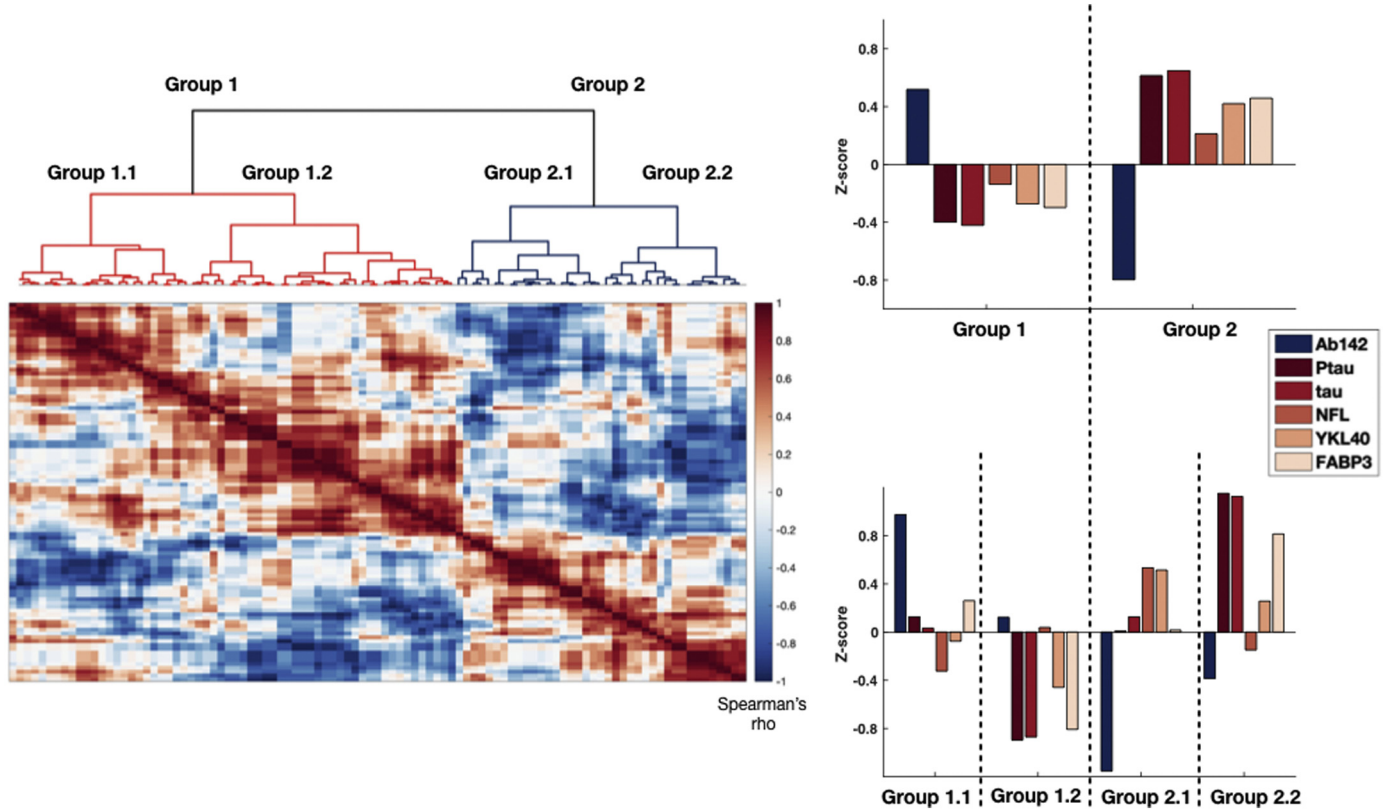 Group 1
Group 2
Group 1.1
Group 1.2
Group 2.1
Group 2.2
1
0.8
0.6
0.4
0.2
0
-0.2
-0.4
-0.6
-0.8
-1
Spearman's
rho
Z-score
0.8
0.4
0
-0.4
-0.8
Group 1
Group 2
Ab142
Ptau
tau
NFL
YKL40
FABP3
Z-score
0.8
0.4
0
-0.4
-0.8
Group 1.1
Group 1.2
Group 2.1
Group 2.2